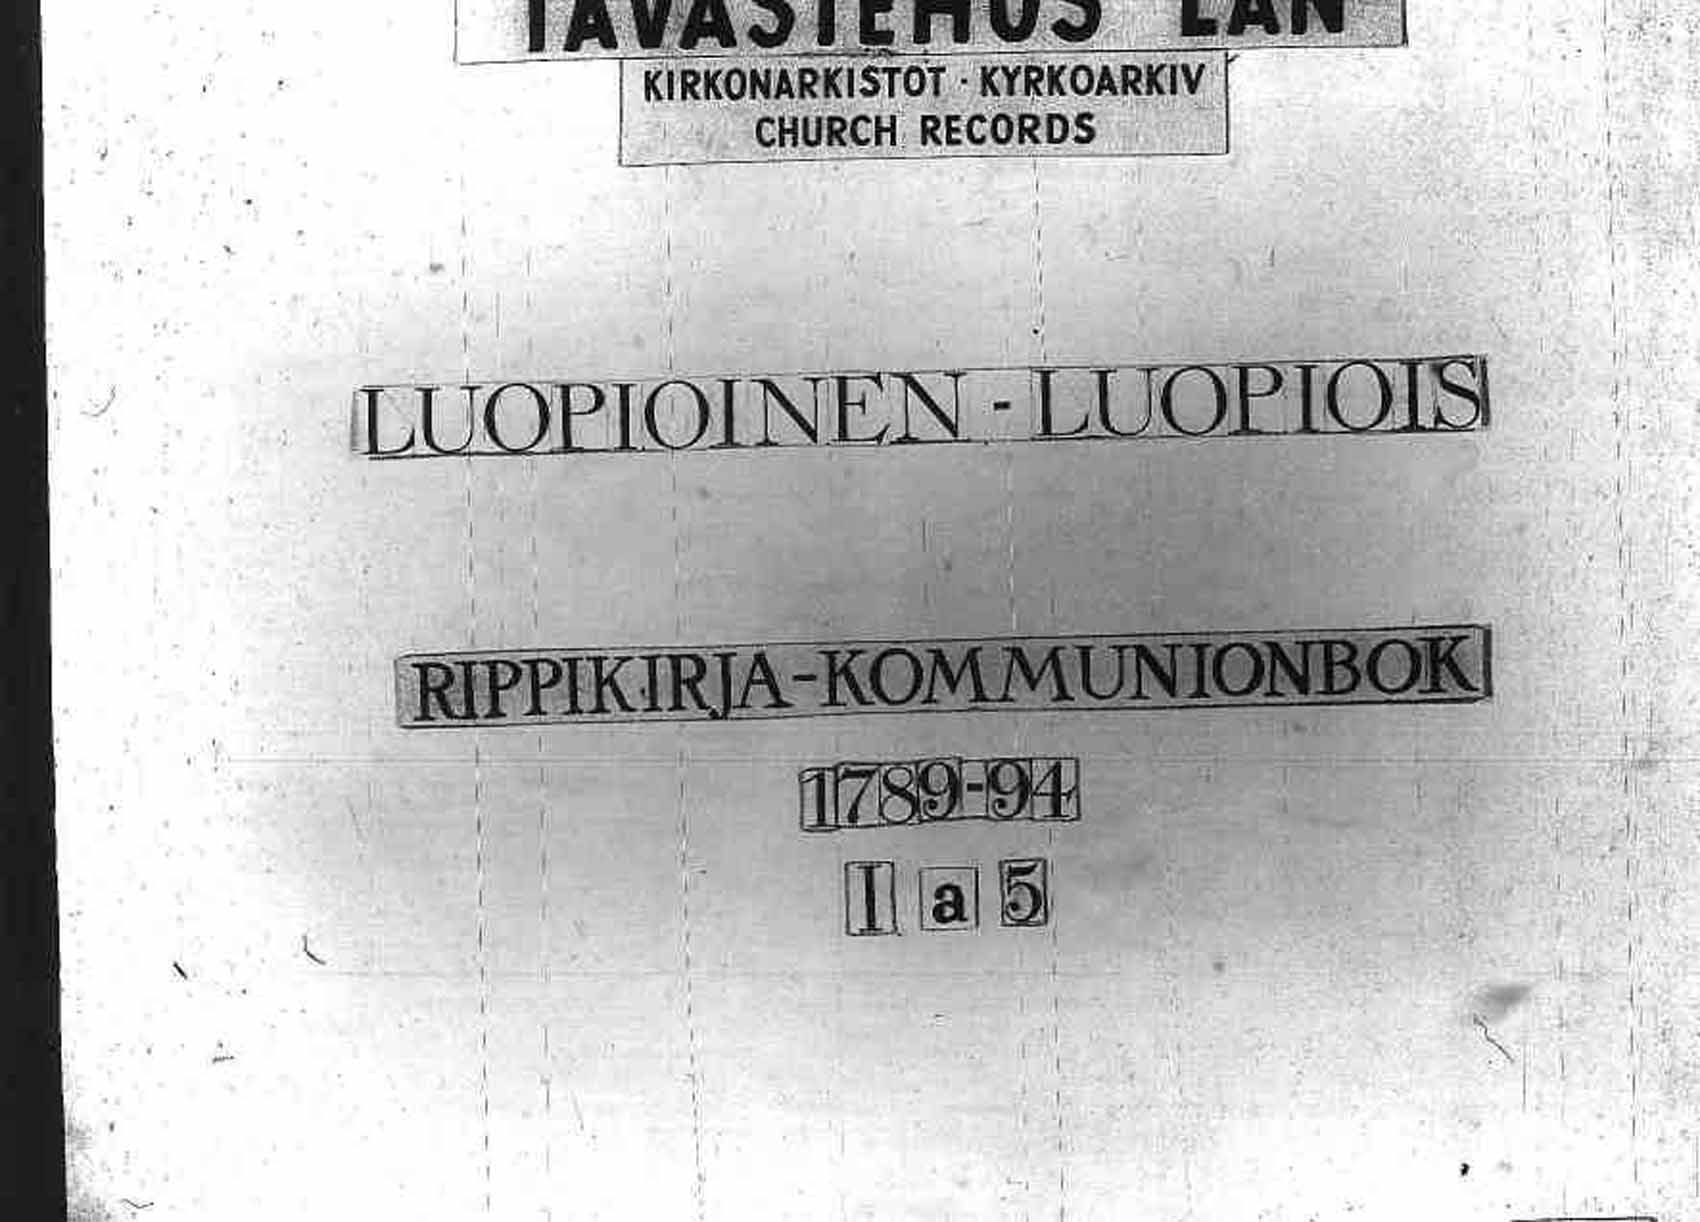 TAVASTEHUS LÄN
KIRKONARKISTOT · KYRKOARKIV
CHURCH RECORDS
LUOPIOINEN - LUOPIOIS
RIPPIKIRJA-KOMMUNIONBOK
1789-94
I a 5